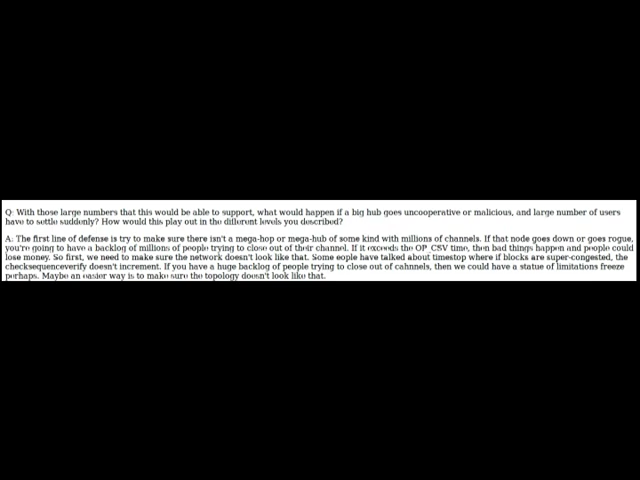 Q: With those large numbers that this would be able to support, what would happen if a big hub goes uncooperative or malicious, and large number of users
have to settle suddenly? How would this play out in the different levels you described?
A: The first line of defense is try to make sure there isn't a mega-hop or mega-hub of some kind with millions of channels. If that node goes down or goes rogue,
you're going to have a backlog of millions of people trying to close out of their channel. If it exceeds the OP_CSV time, then bad things happen and people could
lose money. So first, we need to make sure the network doesn't look like that. Some eople have talked about timestop where if blocks are super-congested, the
checksequenceverify doesn't increment. If you have a huge backlog of people trying to close out of cahnnels, then we could have a statue of limitations freeze
perhaps. Maybe an easier way is to make sure the topology doesn't look like that.